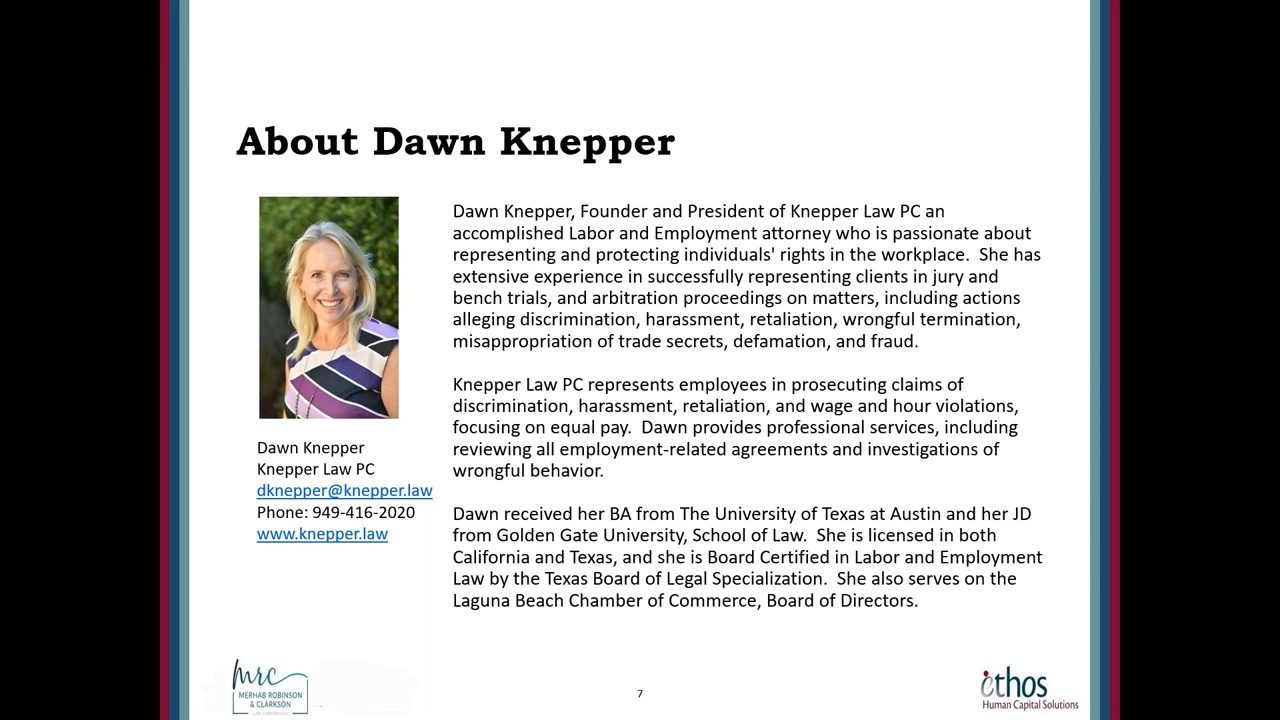 About Dawn Knepper
Dawn Knepper, Founder and President of Knepper Law PC an
accomplished Labor and Employment attorney who is passionate about
representing and protecting individuals' rights in the workplace.  She has
extensive experience in successfully representing clients in jury and
bench trials, and arbitration proceedings on matters, including actions
alleging discrimination, harassment, retaliation, wrongful termination,
misappropriation of trade secrets, defamation, and fraud.
Knepper Law PC represents employees in prosecuting claims of
discrimination, harassment, retaliation, and wage and hour violations,
focusing on equal pay.  Dawn provides professional services, including
reviewing all employment-related agreements and investigations of
wrongful behavior.
Dawn received her BA from The University of Texas at Austin and her JD
from Golden Gate University, School of Law.  She is licensed in both
California and Texas, and she is Board Certified in Labor and Employment
Law by the Texas Board of Legal Specialization.  She also serves on the
Laguna Beach Chamber of Commerce, Board of Directors.
Dawn Knepper
Knepper Law PC
dknepper@knepper.law
Phone: 949-416-2020
www.knepper.law
mrc
MERHAB ROBINSON
& CLARKSON
LAW CORPORATION
7
ethos
Human Capital Solutions